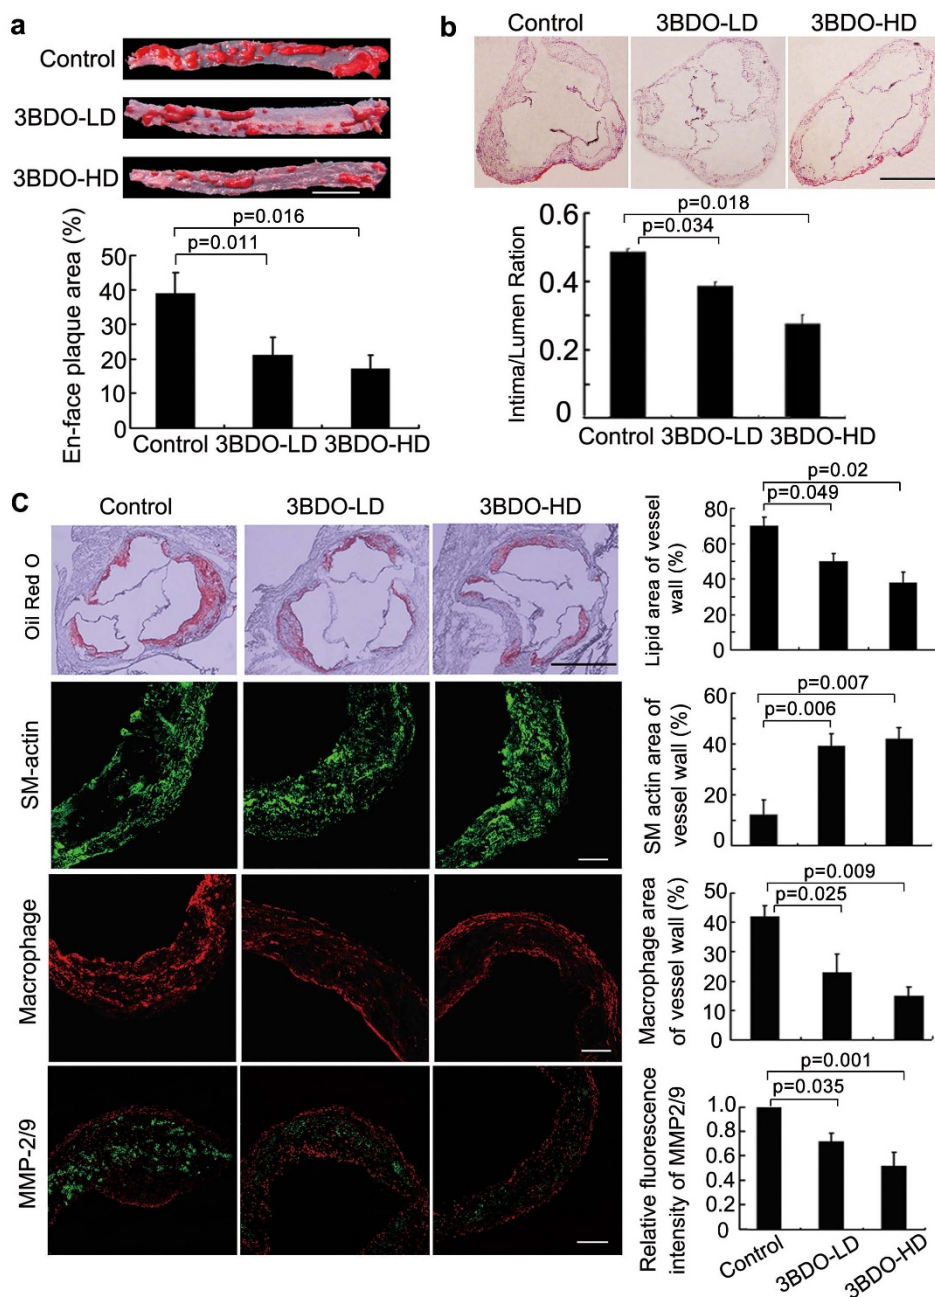 a
Control
3BDO-LD
3BDO-HD
p=0.016
p=0.011
En-face plaque area (%)
50
40
30
20
10
0
Control 3BDO-LD 3BDO-HD
b
Control 3BDO-LD 3BDO-HD
p=0.018
p=0.034
Intima/Lumen Ration
0.6
0.4
0.2
0
Control 3BDO-LD 3BDO-HD
c
Control 3BDO-LD 3BDO-HD
Oil Red O
SM-actin
Macrophage
MMP-2/9
p=0.02
p=0.049
Lipid area of vessel
wall (%)
80
60
40
20
0
p=0.007
p=0.006
SM actin area of
vessel wall (%)
60
40
20
0
p=0.009
p=0.025
Macrophage area
of vessel wall (%)
50
40
30
20
10
0
p=0.001
p=0.035
Relative fluorescence
intensity of MMP2/9
1.0
0.8
0.6
0.4
0
Control
3BDO-LD
3BDO-HD